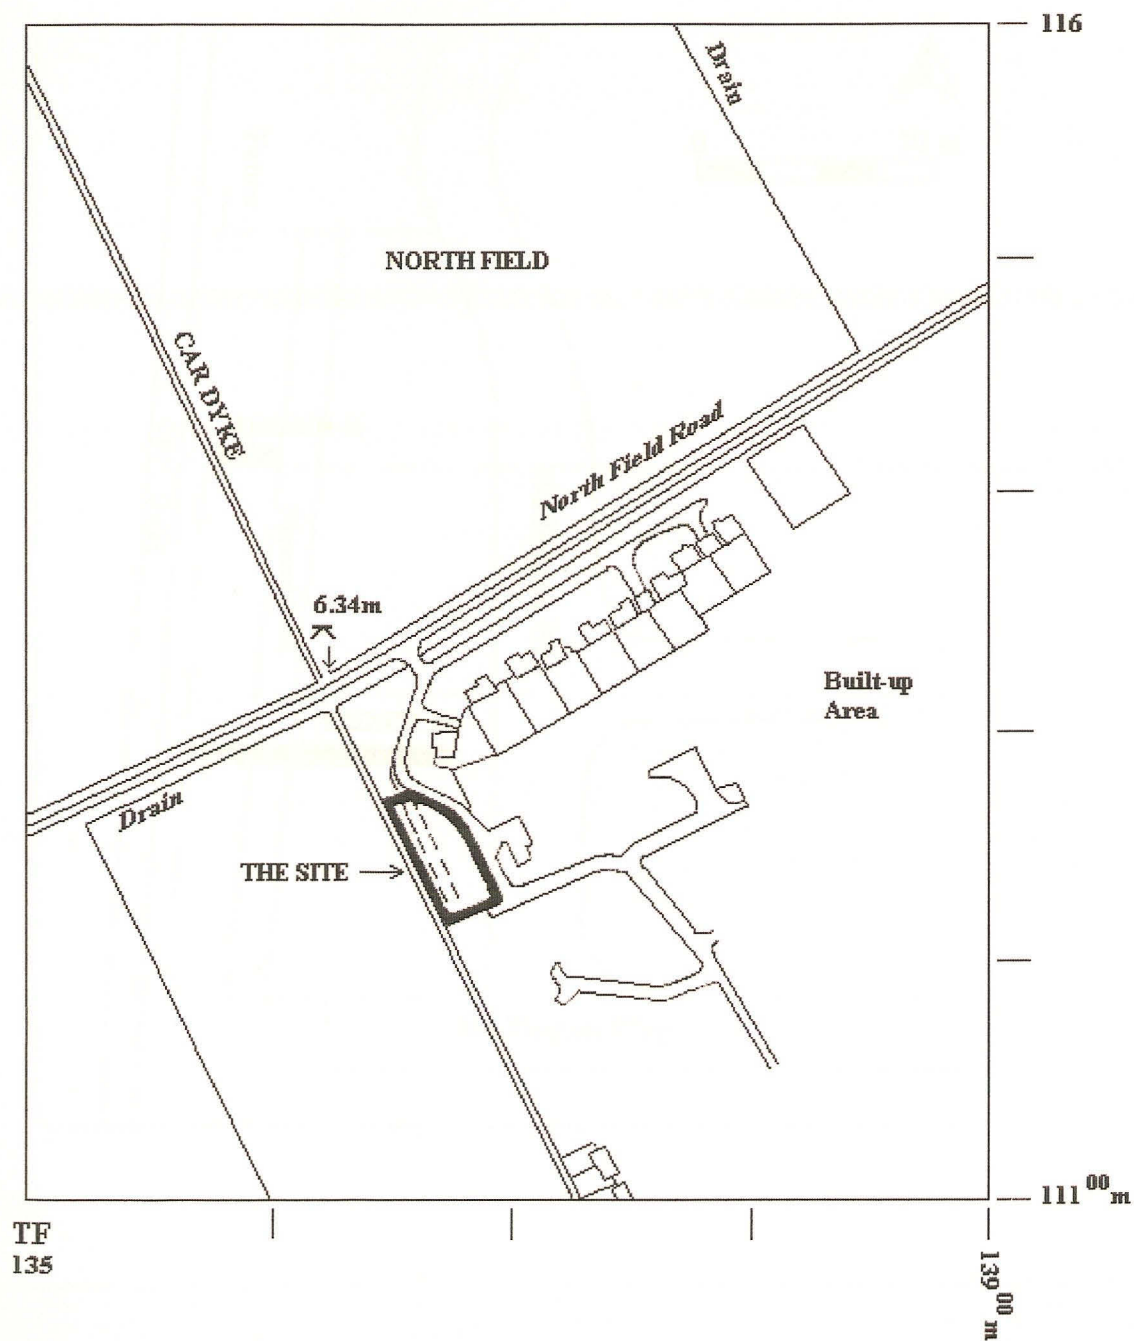 116
Drain
NORTH FIELD
CAR DYKE
North Field Road
6.34m
Built-up
Area
Drain
THE SITE
111 00 m
TF
135
139 00 m